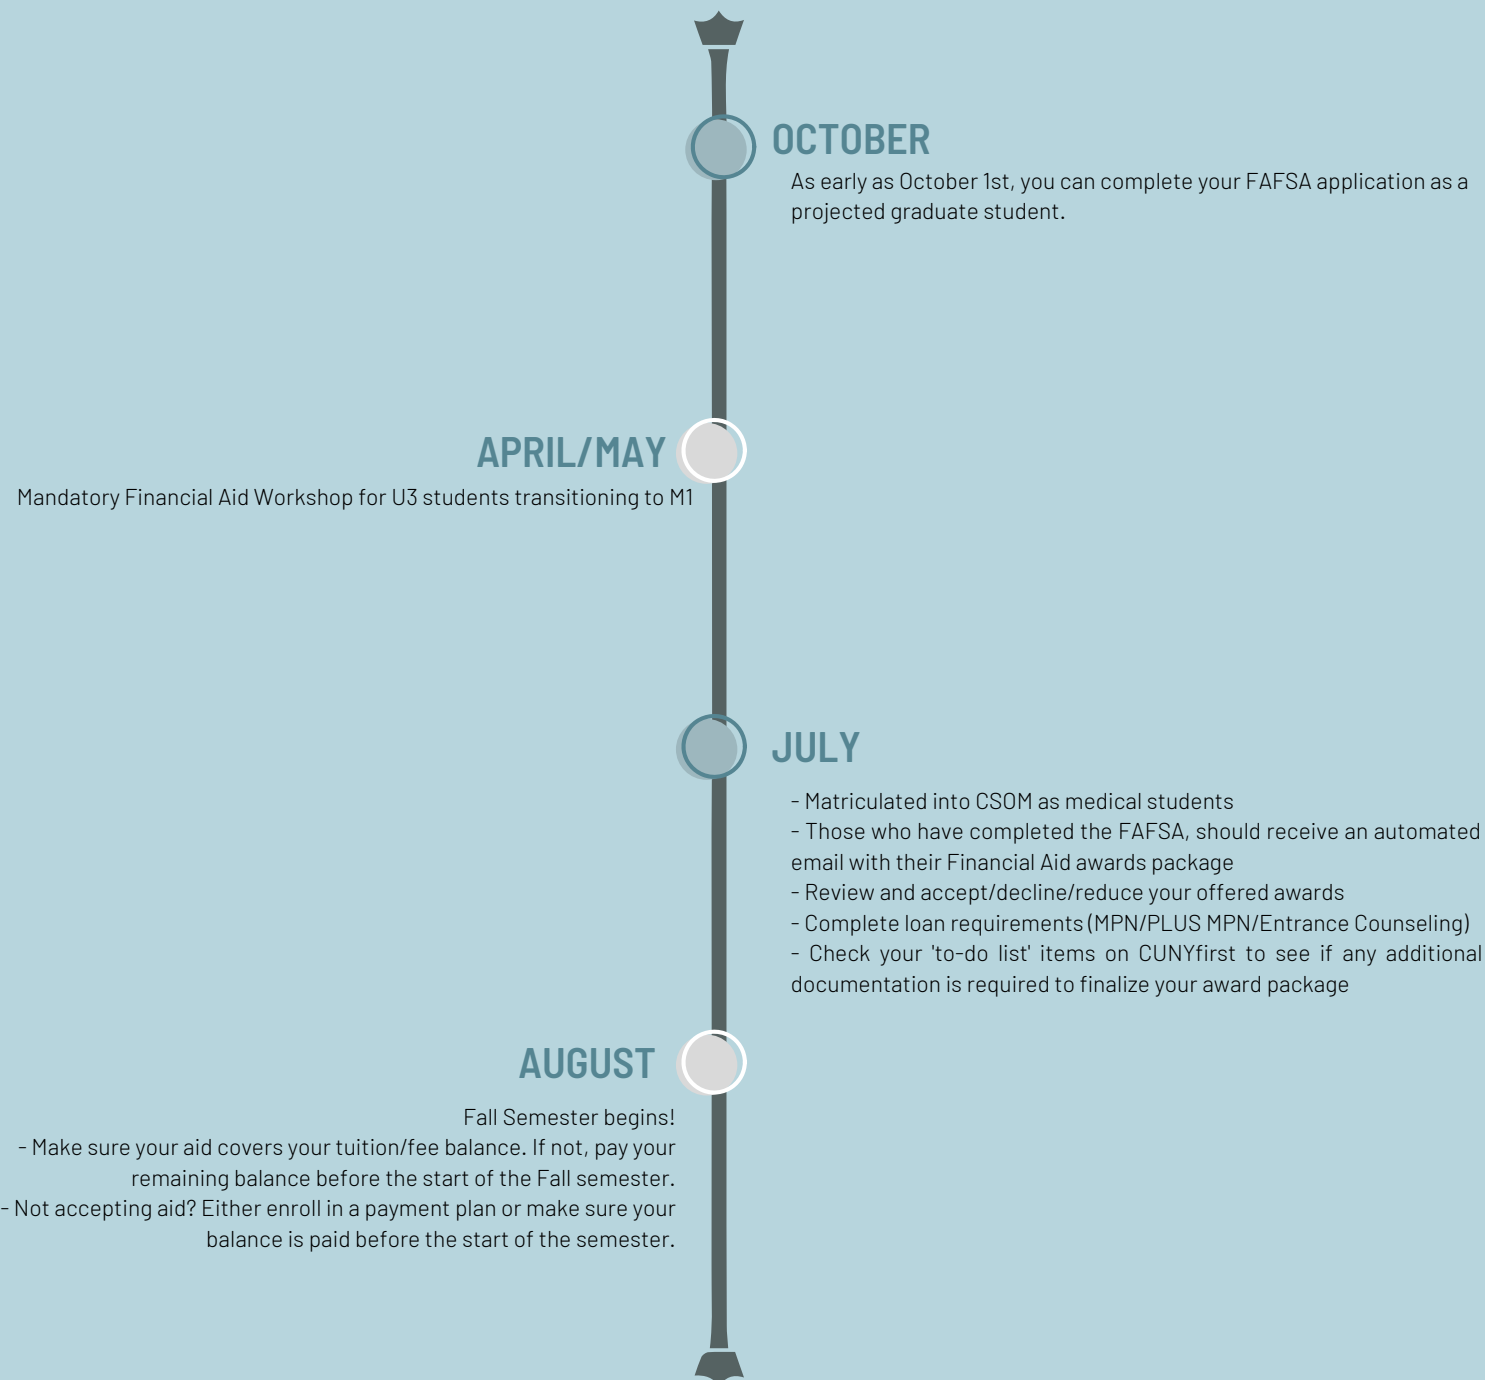 OCTOBER
As early as October 1st, you can complete your FAFSA application as a
projected graduate student.
APRIL/MAY
Mandatory Financial Aid Workshop for U3 students transitioning to M1
JULY
- Matriculated into CSOM as medical students
- Those who have completed the FAFSA, should receive an automated
email with their Financial Aid awards package
- Review and accept/decline/reduce your offered awards
- Complete loan requirements (MPN/PLUS MPN/Entrance Counseling)
- Check your 'to-do list' items on CUNYfirst to see if any additional
documentation is required to finalize your award package
AUGUST
Fall Semester begins!
- Make sure your aid covers your tuition/fee balance. If not, pay your
remaining balance before the start of the Fall semester.
- Not accepting aid? Either enroll in a payment plan or make sure your
balance is paid before the start of the semester.